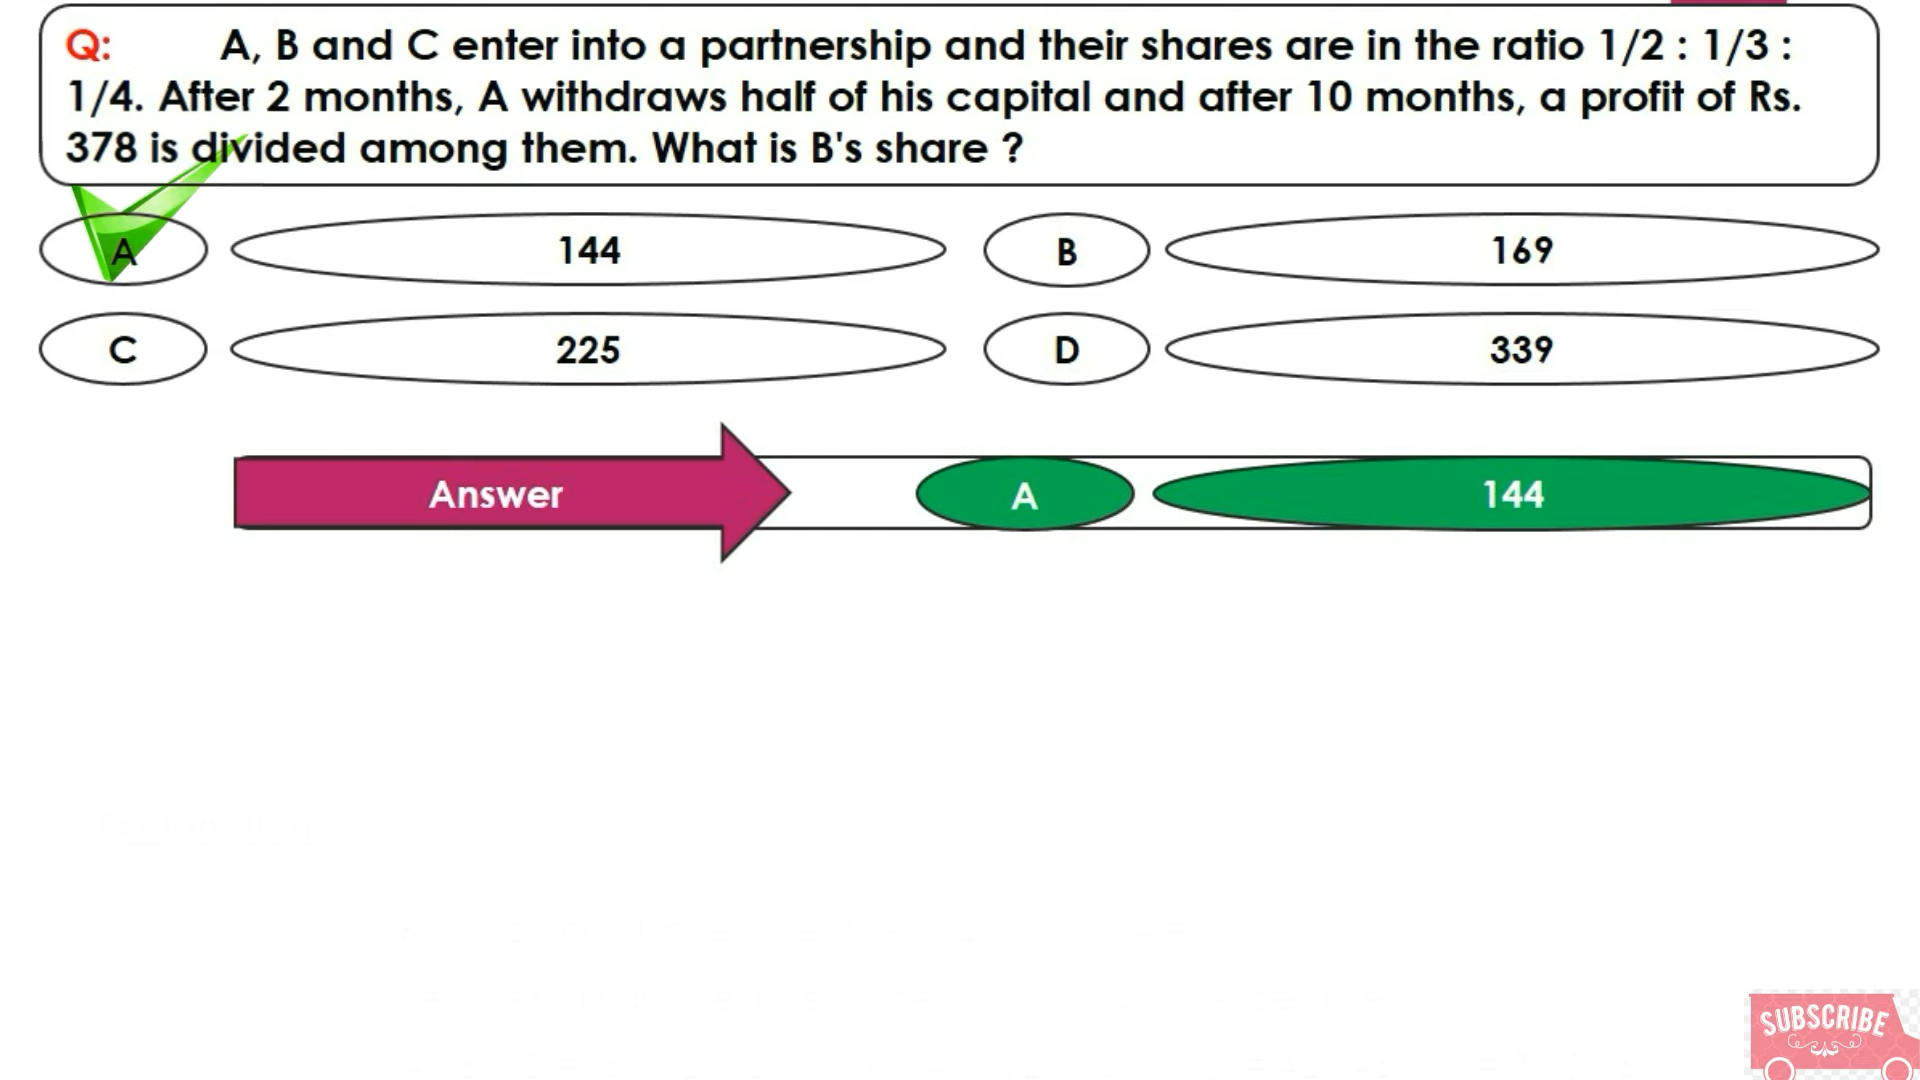 Q: A, B and C enter into a partnership and their shares are in the ratio 1/2 : 1/3 :
1/4. After 2 months, A withdraws half of his capital and after 10 months, a profit of Rs.
378 is divided among them. What is B's share ?
A 144 B 169
C 225 D 339
Answer A 144
SUBSCRIBE